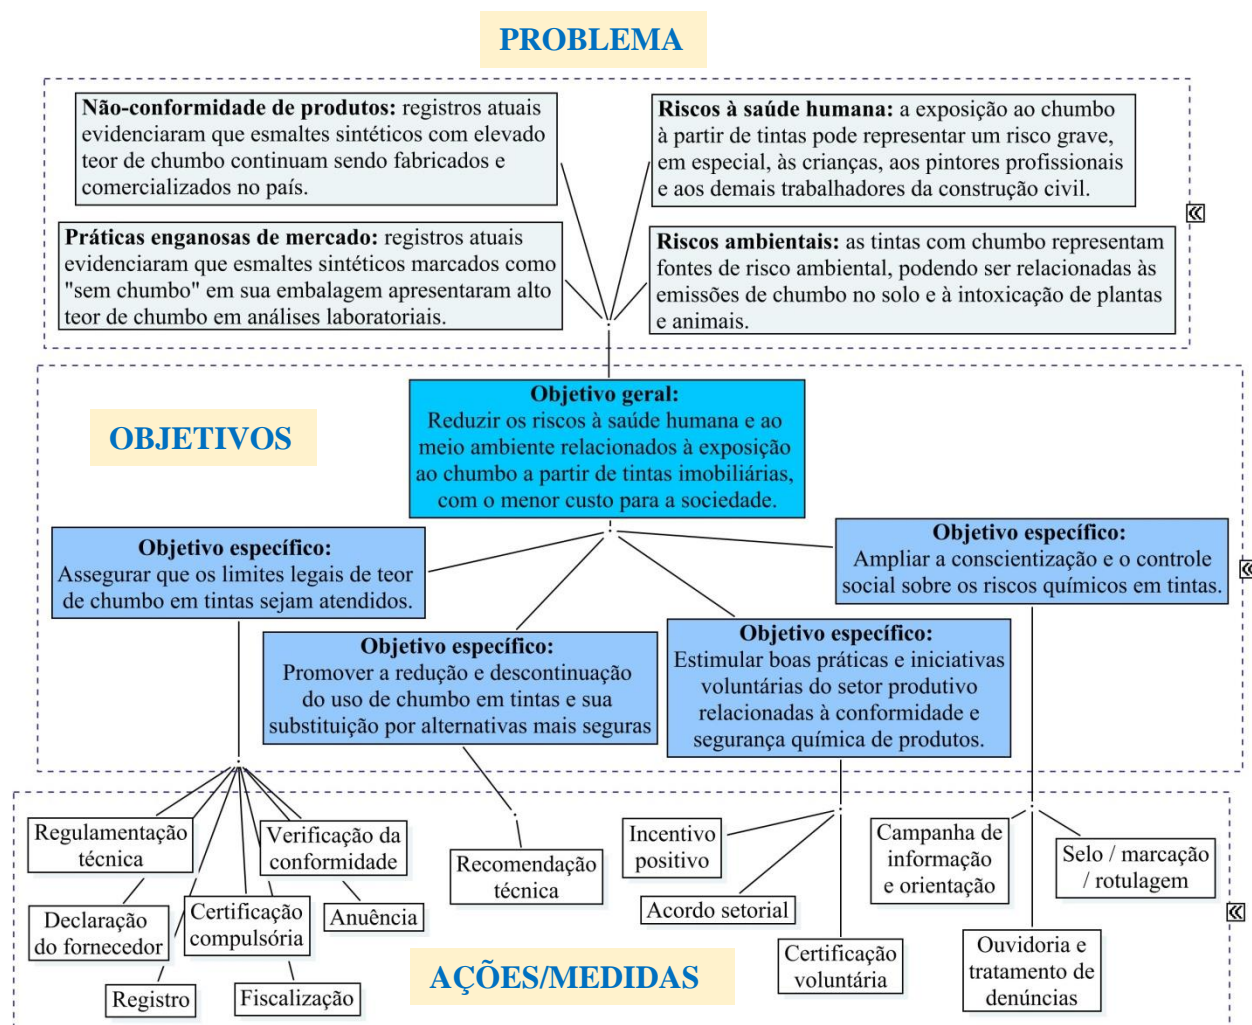 PROBLEMA
Não-conformidade de produtos: registros atuais
evidenciaram que esmaltes sintéticos com elevado
teor de chumbo continuam sendo fabricados e
comercializados no país.
Riscos à saúde humana: a exposição ao chumbo
à partir de tintas pode representar um risco grave,
em especial, às crianças, aos pintores profissionais
e aos demais trabalhadores da construção civil.
Práticas enganosas de mercado: registros atuais
evidenciaram que esmaltes sintéticos marcados como
"sem chumbo" em sua embalagem apresentaram alto
teor de chumbo em análises laboratoriais.
Riscos ambientais: as tintas com chumbo representam
fontes de risco ambiental, podendo ser relacionadas às
emissões de chumbo no solo e à intoxicação de plantas
e animais.
OBJETIVOS
Objetivo geral:
Reduzir os riscos à saúde humana e ao
meio ambiente relacionados à exposição
ao chumbo a partir de tintas imobiliárias,
com o menor custo para a sociedade.
Objetivo específico:
Assegurar que os limites legais de teor
de chumbo em tintas sejam atendidos.
Objetivo específico:
Promover a redução e descontinuação
do uso de chumbo em tintas e sua
substituição por alternativas mais seguras
Objetivo específico:
Estimular boas práticas e iniciativas
voluntárias do setor produtivo
relacionadas à conformidade e
segurança química de produtos.
Objetivo específico:
Ampliar a conscientização e o controle
social sobre os riscos químicos em tintas.
Regulamentação
técnica
Verificação da
conformidade
Declaração
do fornecedor
Certificação
compulsória
Anuência
Registro
Fiscalização
Recomendação
técnica
Incentivo
positivo
Acordo setorial
Certificação
voluntária
Campanha de
informação
e orientação
Selo / marcação
/ rotulagem
Ouvidoria e
tratamento de
denúncias
AÇÕES/MEDIDAS